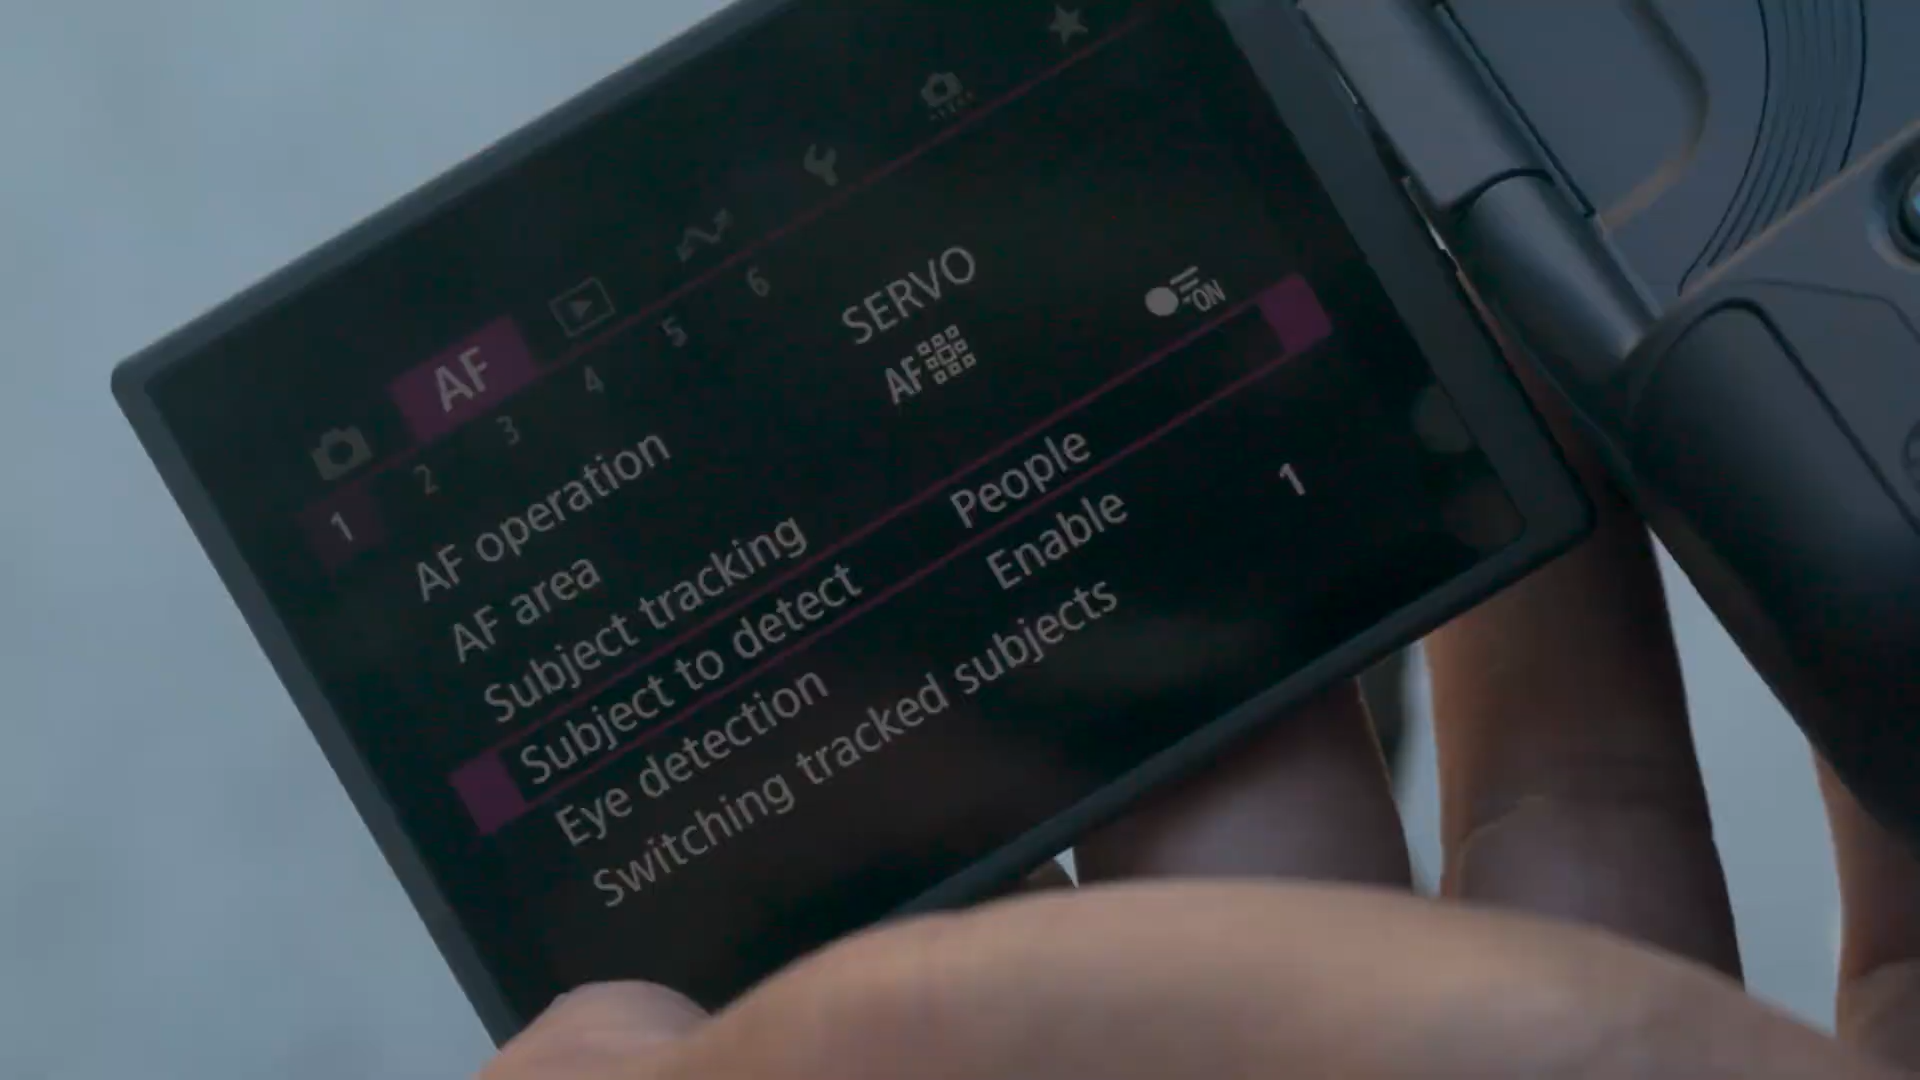 AF
1 2 3 4 5 6
AF operation SERVO
AF area AF
Subject tracking ON
Subject to detect People
Eye detection Enable
Switching tracked subjects 1